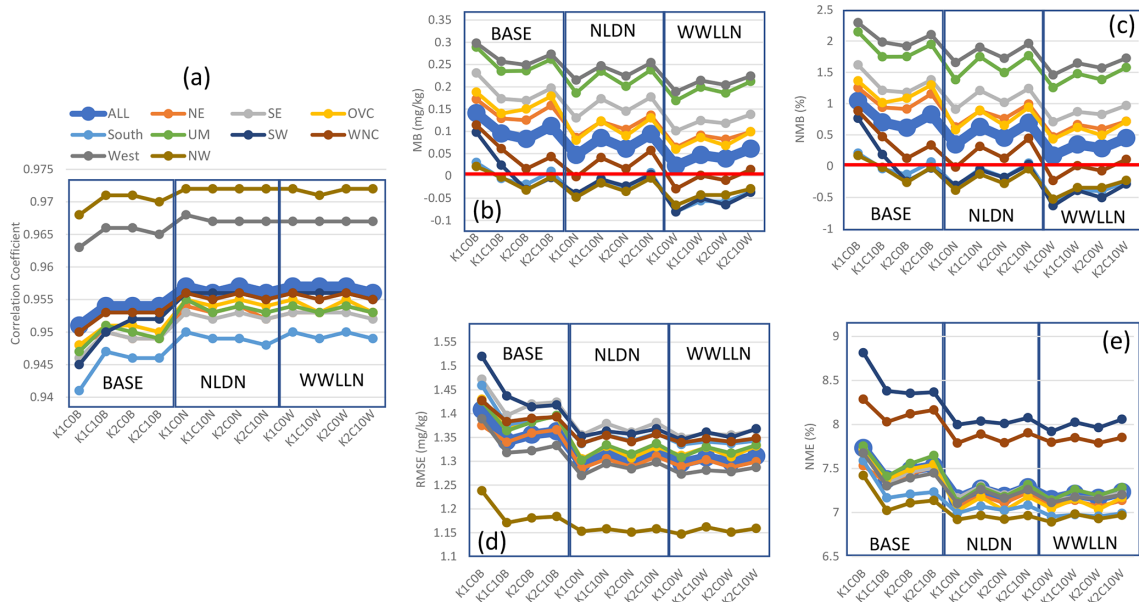 (a)
ALL NE SE OVC
South UM SW WNC
West NW
Correlation Coefficient
0.975
0.97
0.965
0.96
0.955
0.95
0.945
0.94
BASE NLDN WWLLN
K1C0B K1C10B K2C0B K2C10B K1C0N K1C10N K2C0N K2C10N K1C0W K1C10W K2C0W K2C10W
MB (mg/kg)
0.35
0.3
0.25
0.2
0.15
0.1
0.05
0
-0.05
-0.1
BASE NLDN WWLLN
(b)
K1C0B K1C10B K2C0B K2C10B K1C0N K1C10N K2C0N K2C10N K1C0W K1C10W K2C0W K2C10W
NMB (%)
2.5
2
1.5
1
0.5
0
-0.5
-1
(c)
BASE NLDN WWLLN
K1C0B K1C10B K2C0B K2C10B K1C0N K1C10N K2C0N K2C10N K1C0W K1C10W K2C0W K2C10W
RMSE (mg/kg)
1.55
1.5
1.45
1.4
1.35
1.3
1.25
1.2
1.15
1.1
BASE NLDN WWLLN
(d)
K1C0B K1C10B K2C0B K2C10B K1C0N K1C10N K2C0N K2C10N K1C0W K1C10W K2C0W K2C10W
NME (%)
9
8.5
8
7.5
7
6.5
(e)
BASE NLDN WWLLN
K1C0B K1C10B K2C0B K2C10B K1C0N K1C10N K2C0N K2C10N K1C0W K1C10W K2C0W K2C10W